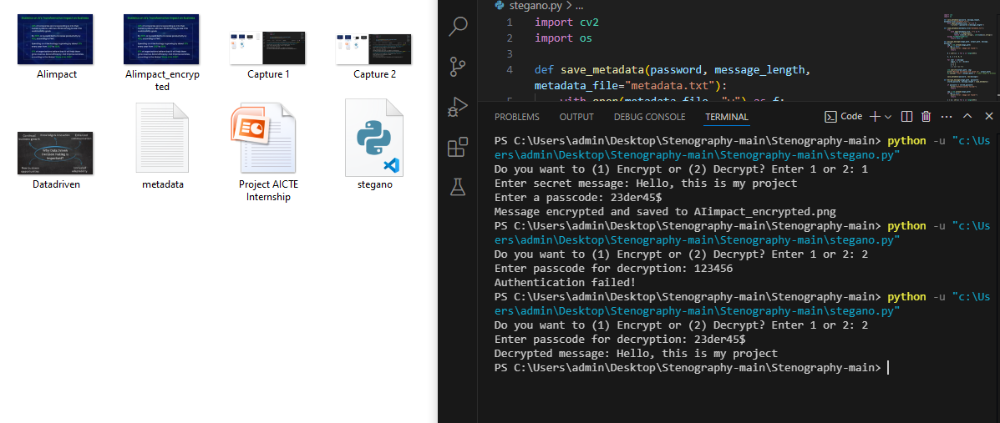 AIimpact
AIimpact_encryp
ted
Capture 1
Capture 2
Datadriven
metadata
Project AICTE
Internship
stegano
stegano.py > ...
1 import cv2
2 import os
3
4 def save_metadata(password, message_length,
metadata_file="metadata.txt"):
5 with open(metadata_file, "w") as f:
PROBLEMS OUTPUT DEBUG CONSOLE TERMINAL Code
PS C:\Users\admin\Desktop\Stenography-main\Stenography-main> python -u "c:\Us
ers\admin\Desktop\Stenography-main\Stenography-main\stegano.py"
Do you want to (1) Encrypt or (2) Decrypt? Enter 1 or 2: 1
Enter secret message: Hello, this is my project
Enter a passcode: 23der45$
Message encrypted and saved to AIimpact_encrypted.png
PS C:\Users\admin\Desktop\Stenography-main\Stenography-main> python -u "c:\Us
ers\admin\Desktop\Stenography-main\Stenography-main\stegano.py"
Do you want to (1) Encrypt or (2) Decrypt? Enter 1 or 2: 2
Enter passcode for decryption: 123456
Authentication failed!
PS C:\Users\admin\Desktop\Stenography-main\Stenography-main> python -u "c:\Us
ers\admin\Desktop\Stenography-main\Stenography-main\stegano.py"
Do you want to (1) Encrypt or (2) Decrypt? Enter 1 or 2: 2
Enter passcode for decryption: 23der45$
Decrypted message: Hello, this is my project
PS C:\Users\admin\Desktop\Stenography-main\Stenography-main>